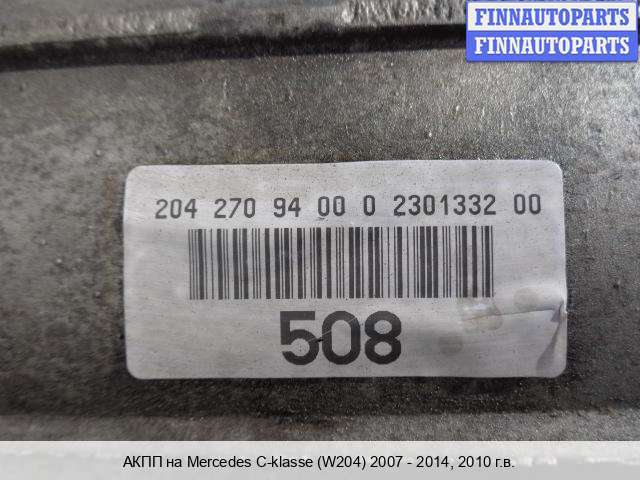 FINNAUTOPARTS
FINNAUTOPARTS
204 270 94 00 0 2301332 00
508
АКПП на Mercedes C-klasse (W204) 2007 - 2014, 2010 г.в.